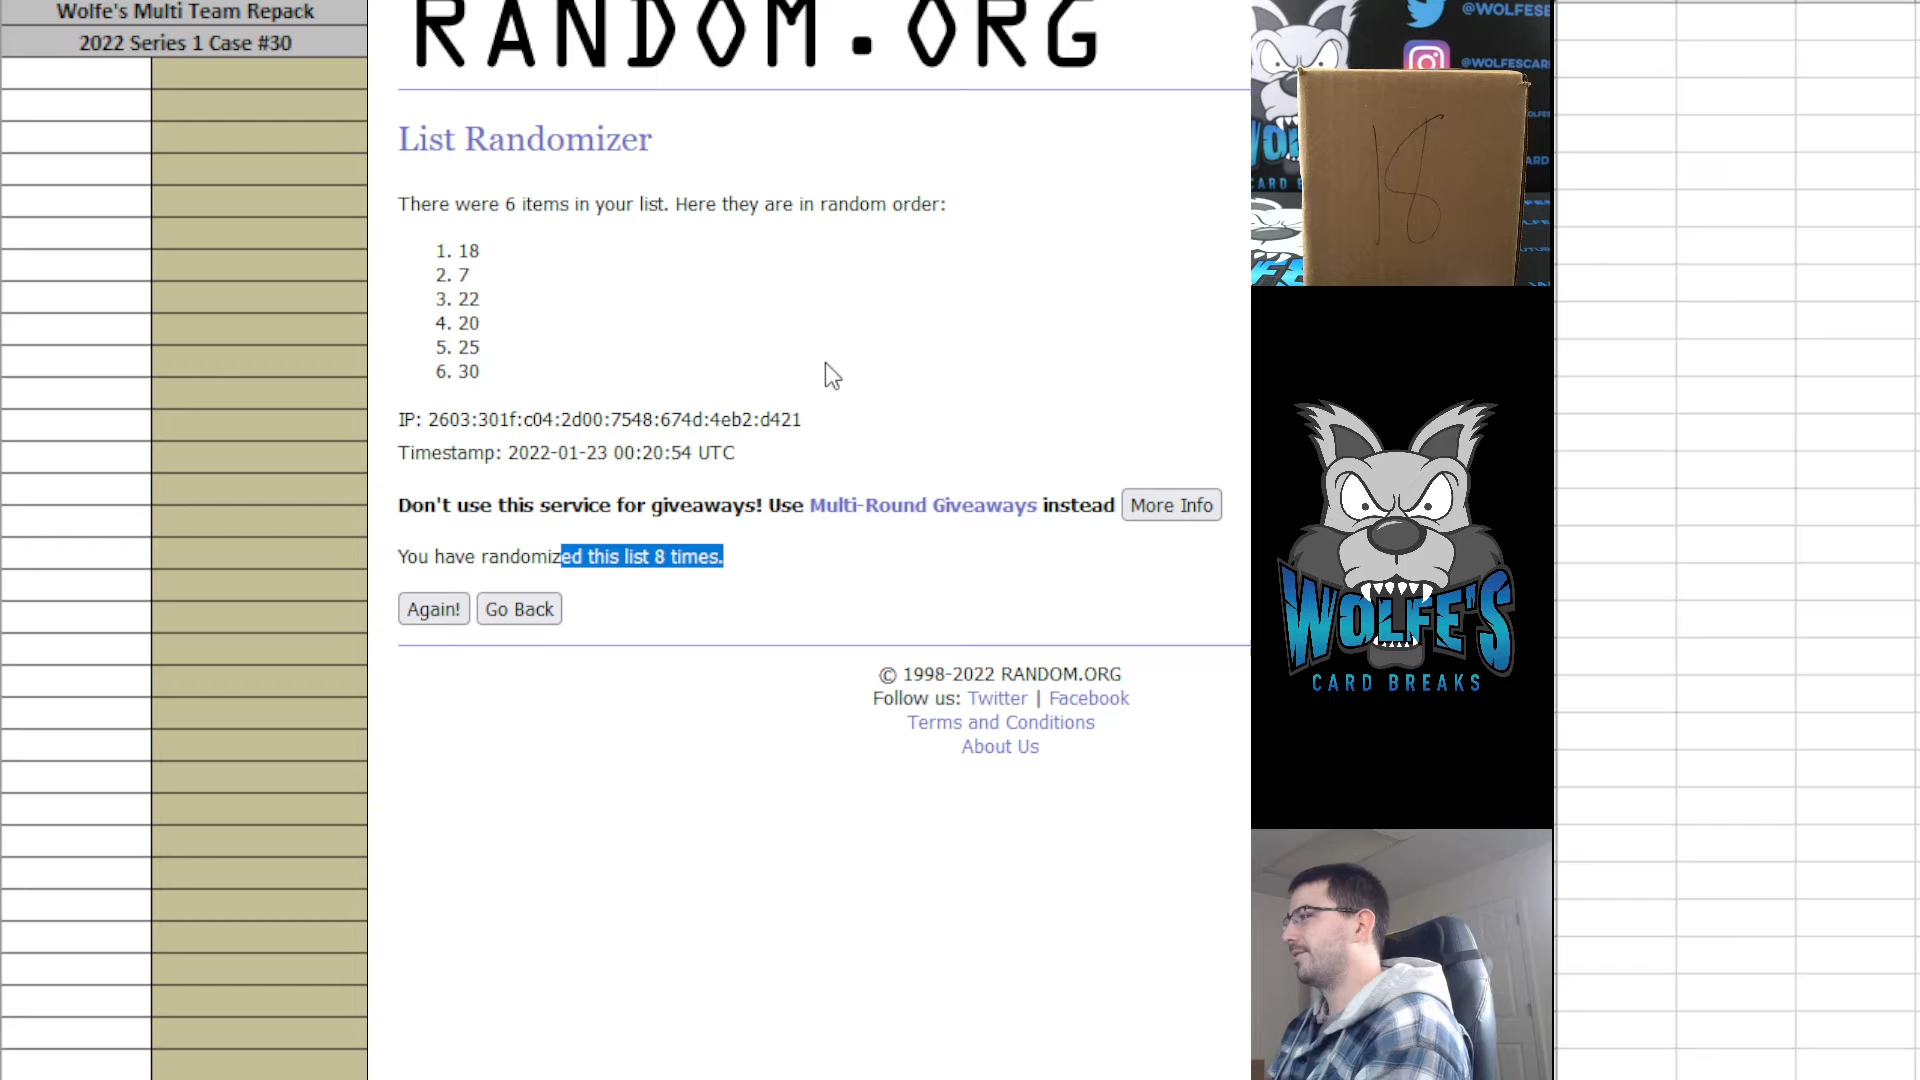 Wolfe's Multi Team Repack
2022 Series 1 Case #30
RANDOM.ORG
List Randomizer
There were 6 items in your list. Here they are in random order:
1. 18
2. 7
3. 22
4. 20
5. 25
6. 30
IP: 2603:301f:c04:2d00:7548:674d:4eb2:d421
Timestamp: 2022-01-23 00:20:54 UTC
Don't use this service for giveaways! Use Multi-Round Giveaways instead More Info
You have randomized this list 8 times.
Again! Go Back
© 1998-2022 RANDOM.ORG
Follow us: Twitter | Facebook
Terms and Conditions
About Us
18
WOLFE'S
CARD BREAKS